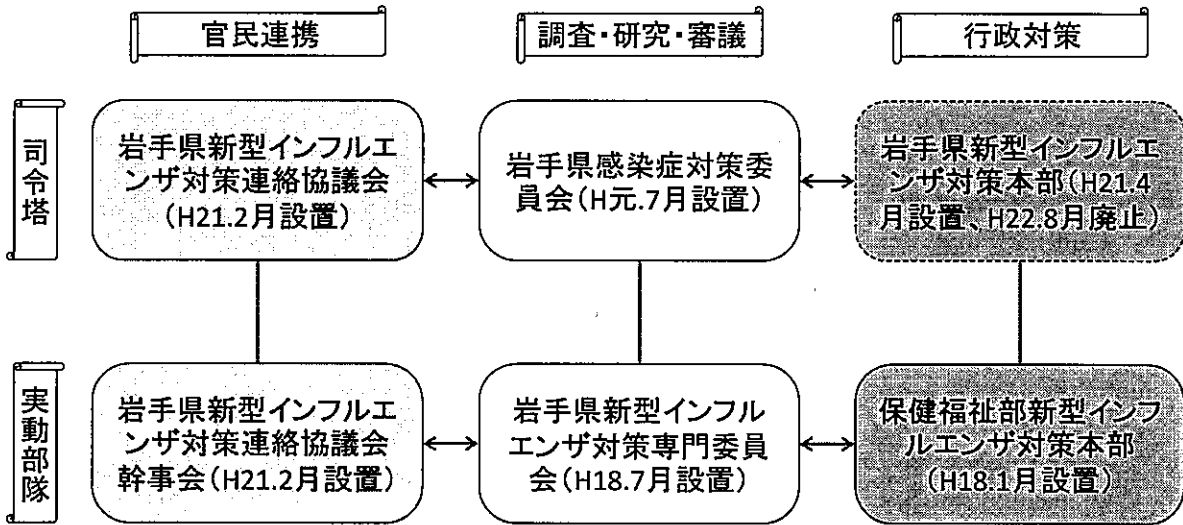 官民連携
調査・研究・審議
行政対策
司令塔
岩手県新型インフルエ
ンザ対策連絡協議会
(H21.2月設置)
岩手県感染症対策委
員会(H元.7月設置)
岩手県新型インフルエ
ンザ対策本部(H21.4
月設置、H22.8月廃止)
実動部隊
岩手県新型インフルエ
ンザ対策連絡協議会
幹事会(H21.2月設置)
岩手県新型インフル
エンザ対策専門委員
会(H18.7月設置)
保健福祉部新型インフ
ルエンザ対策本部
(H18.1月設置)